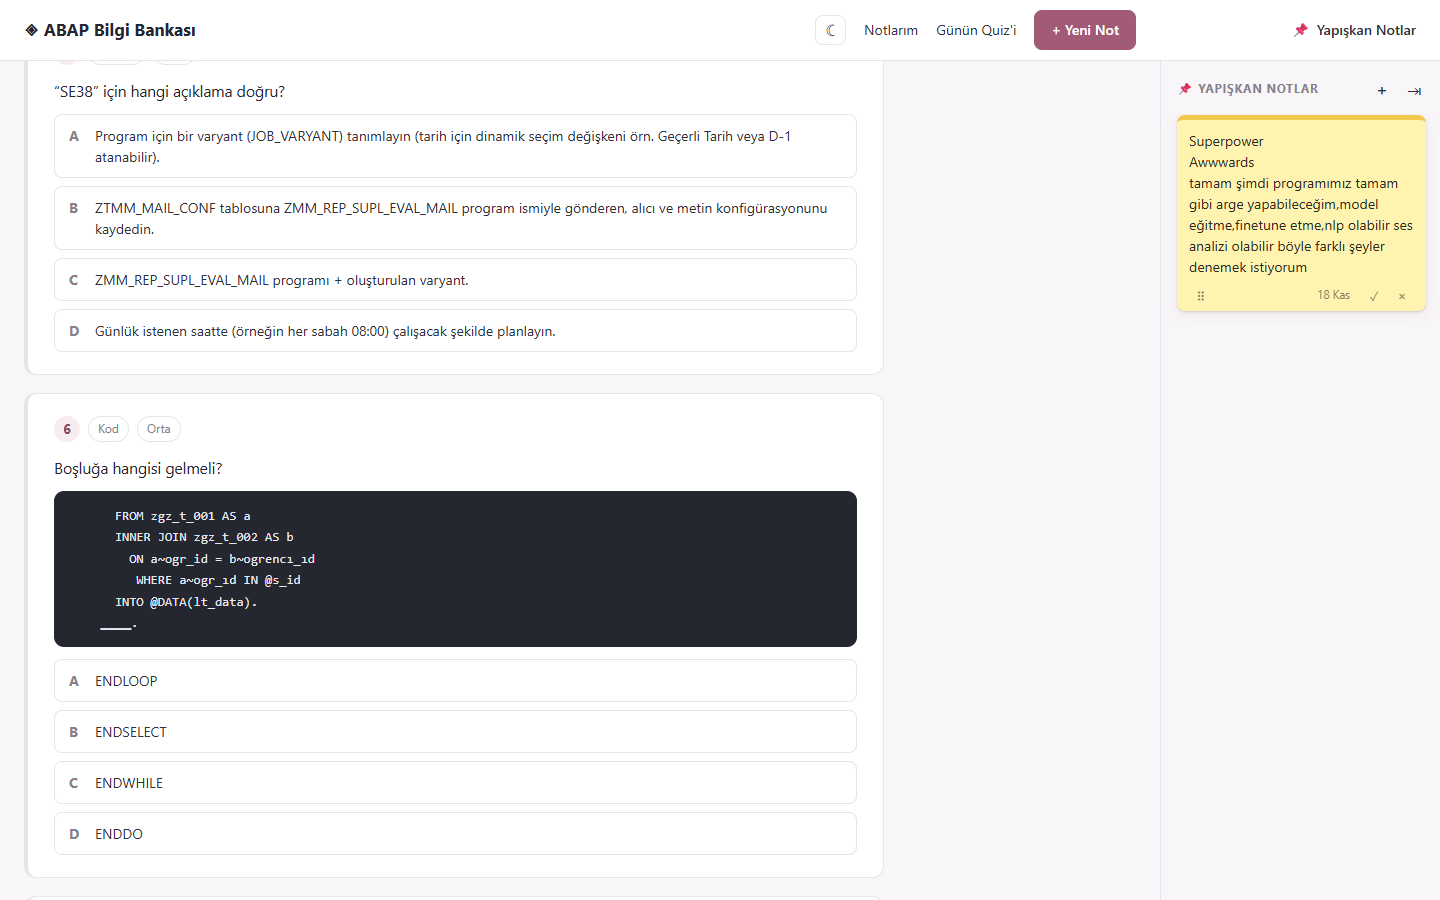 ◈ ABAP Bilgi Bankası
Notlarım
Günün Quiz'i
+ Yeni Not
📌 Yapışkan Notlar
“SE38” için hangi açıklama doğru?
A Program için bir varyant (JOB_VARYANT) tanımlayın (tarih için dinamik seçim değişkeni örn. Geçerli Tarih veya D-1
atanabilir).
B ZTMM_MAIL_CONF tablosuna ZMM_REP_SUPL_EVAL_MAIL program ismiyle gönderen, alıcı ve metin konfigürasyonunu
kaydedin.
C ZMM_REP_SUPL_EVAL_MAIL programı + oluşturulan varyant.
D Günlük istenen saatte (örneğin her sabah 08:00) çalışacak şekilde planlayın.
6 Kod Orta
Boşluğa hangisi gelmeli?
FROM zgz_t_001 AS a
INNER JOIN zgz_t_002 AS b
ON a~ogr_id = b~ogrencı_ıd
WHERE a~ogr_ıd IN @s_id
INTO @DATA(lt_data).
____.
A ENDLOOP
B ENDSELECT
C ENDWHILE
D ENDDO
📌 YAPIŞKAN NOTLAR
+ ⇥
Superpower
Awwwards
tamam şimdi programımız tamam
gibi arge yapabileceğim,model
eğitme,finetune etme,nlp olabilir ses
analizi olabilir böyle farklı şeyler
denemek istiyorum
18 Kas ✓ ×